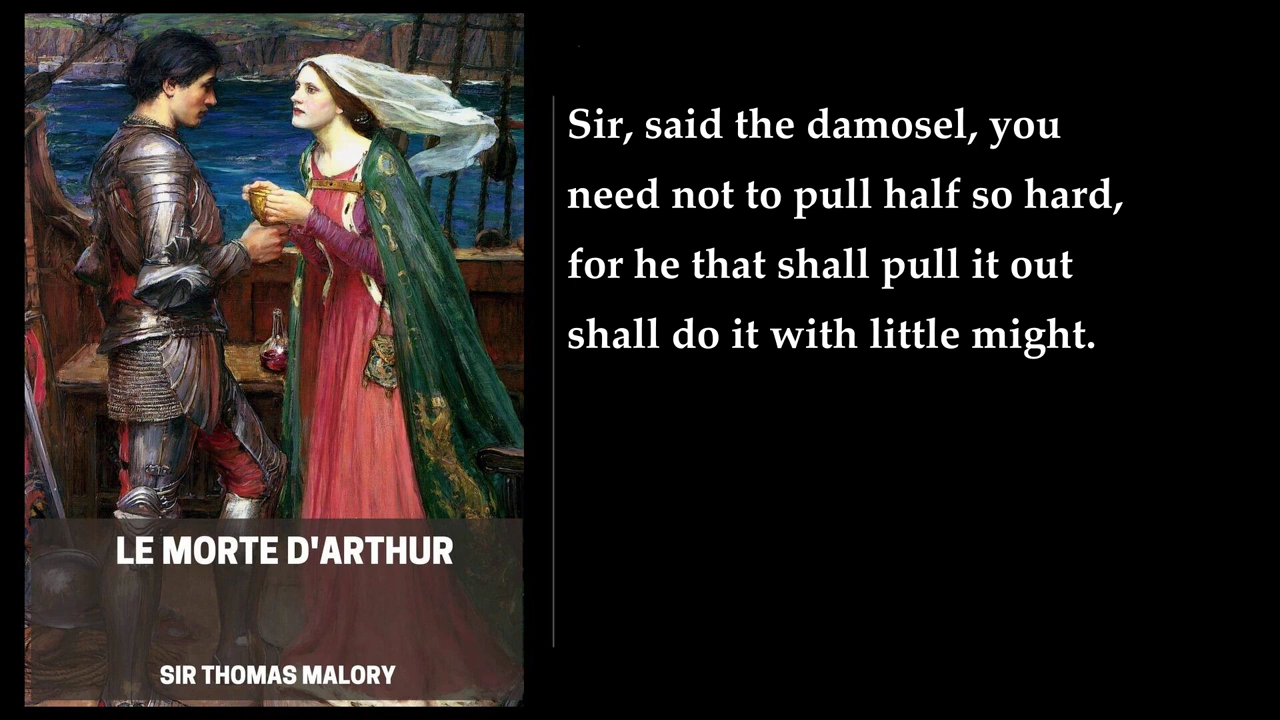 LE MORTE D'ARTHUR
SIR THOMAS MALORY
Sir, said the damosel, you
need not to pull half so hard,
for he that shall pull it out
shall do it with little might.